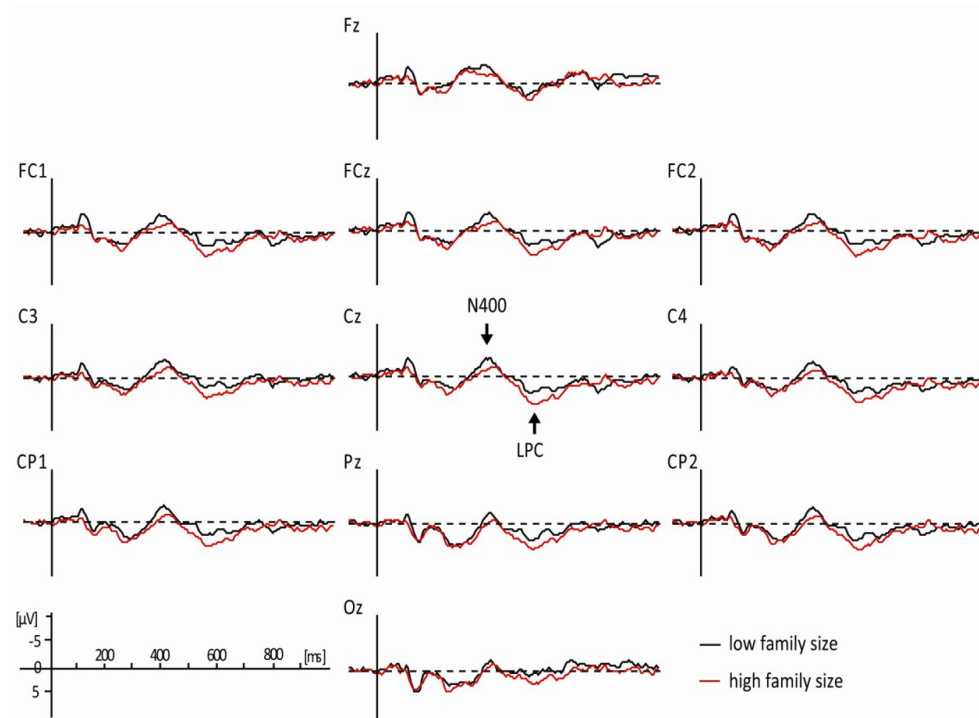 Fz
FC1
FCz
FC2
N400
C3
Cz
C4
LPC
CP1
Pz
CP2
[µV]
-5
0
5
200 400 600 800 [ms]
Oz
low family size
high family size